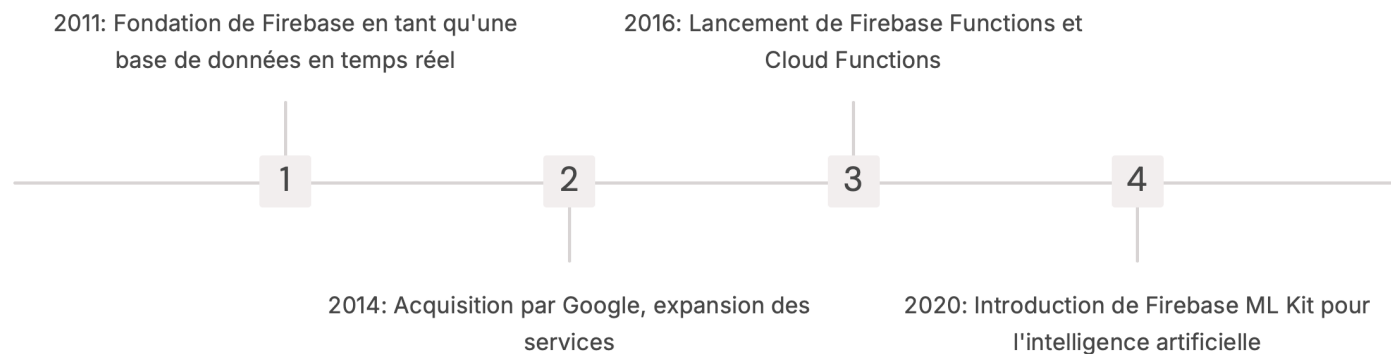 2011: Fondation de Firebase en tant qu'une
base de données en temps réel
2016: Lancement de Firebase Functions et
Cloud Functions
1
2
3
4
2014: Acquisition par Google, expansion des
services
2020: Introduction de Firebase ML Kit pour
l'intelligence artificielle